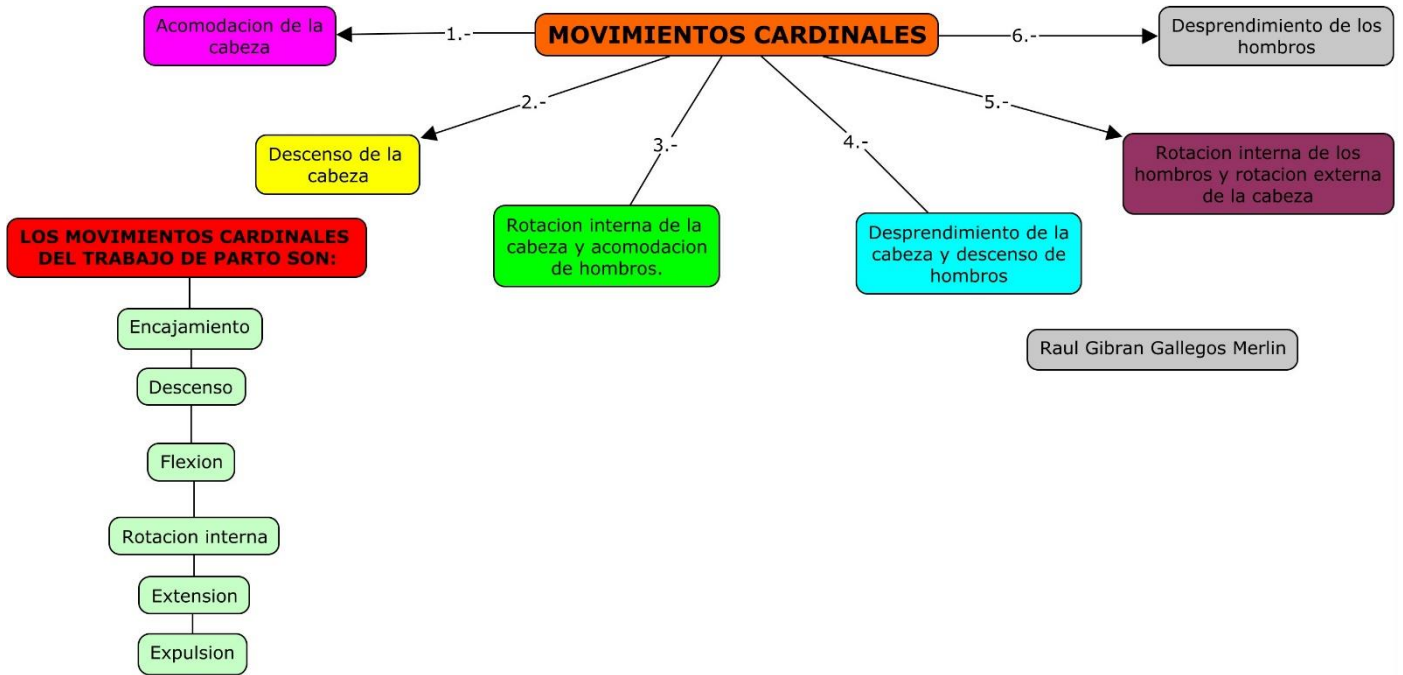 MOVIMIENTOS CARDINALES
1.-
Acomodacion de la
cabeza
2.-
Descenso de la
cabeza
3.-
Rotacion interna de la
cabeza y acomodacion
de hombros.
4.-
Desprendimiento de la
cabeza y descenso de
hombros
5.-
Rotacion interna de los
hombros y rotacion externa
de la cabeza
6.-
Desprendimiento de los
hombros
LOS MOVIMIENTOS CARDINALES
DEL TRABAJO DE PARTO SON:
Encajamiento
Descenso
Flexion
Rotacion interna
Extension
Expulsion
Raul Gibran Gallegos Merlin